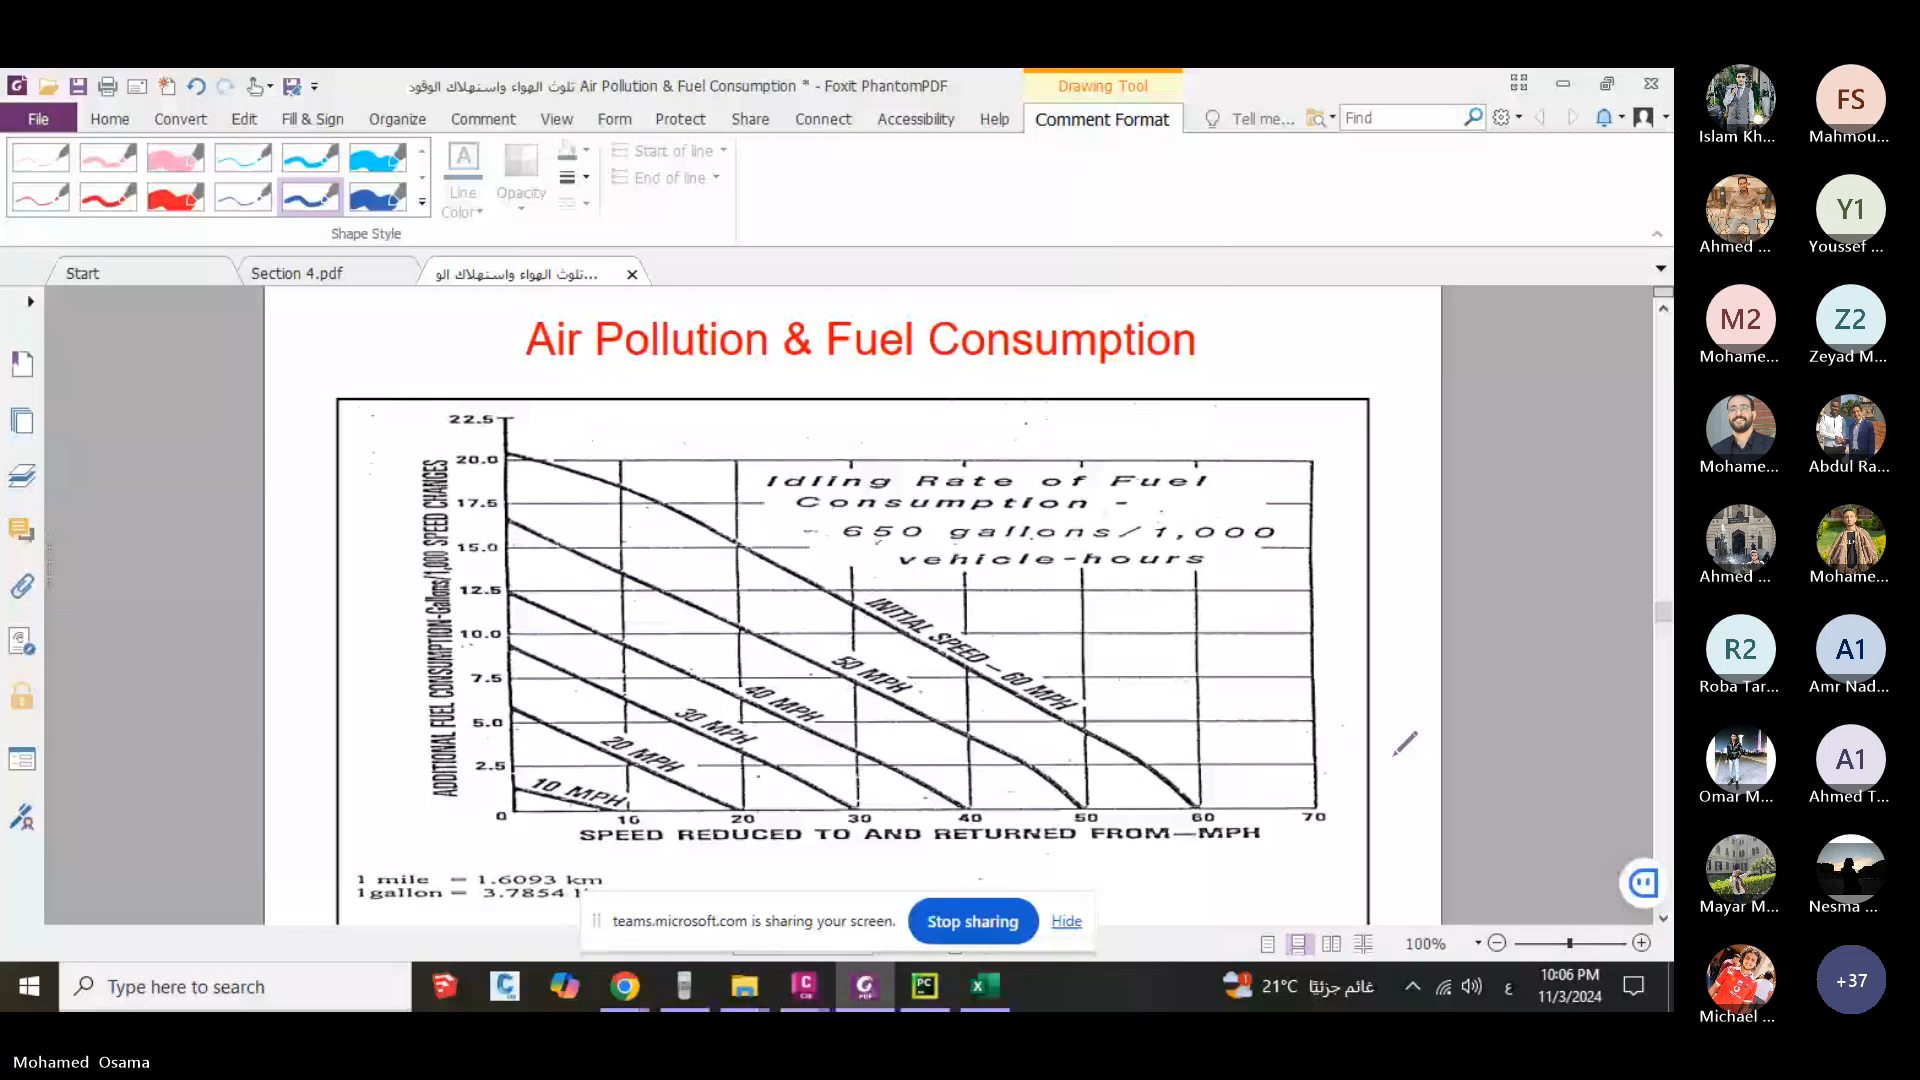 تلوث الهواء واستهلاك الوقود Air Pollution & Fuel Consumption * - Foxit PhantomPDF
Drawing Tool
File Home Convert Edit Fill & Sign Organize Comment View Form Protect Share Connect Accessibility Help Comment Format Tell me... Find
Line Color
Opacity
Start of line
End of line
Shape Style
Start
Section 4.pdf
تلوث الهواء واستهلاك الو...
Air Pollution & Fuel Consumption
22.5
20.0
17.5
15.0
12.5
10.0
7.5
5.0
2.5
0
ADDITIONAL FUEL CONSUMPTION-Gallons/1,000 SPEED CHANGES
Idling Rate of Fuel
Consumption -
- 650 gallons/1,000
vehicle-hours
INITIAL SPEED - 60 MPH
50 MPH
40 MPH
30 MPH
20 MPH
10 MPH
10 20 30 40 50 60 70
SPEED REDUCED TO AND RETURNED FROM—MPH
1 mile = 1.6093 km
1gallon = 3.7854
teams.microsoft.com is sharing your screen.
Stop sharing
Hide
100%
Type here to search
21°C غائم جزئيًا
ع
10:06 PM
11/3/2024
Islam Kh...
FS
Mahmou...
Ahmed ...
Y1
Youssef ...
M2
Mohame...
Z2
Zeyad M...
Mohame...
Abdul Ra...
Ahmed ...
Mohame...
R2
Roba Tar...
A1
Amr Nad...
Omar M...
A1
Ahmed T...
Mayar M...
Nesma ...
Michael ...
+37
Mohamed Osama